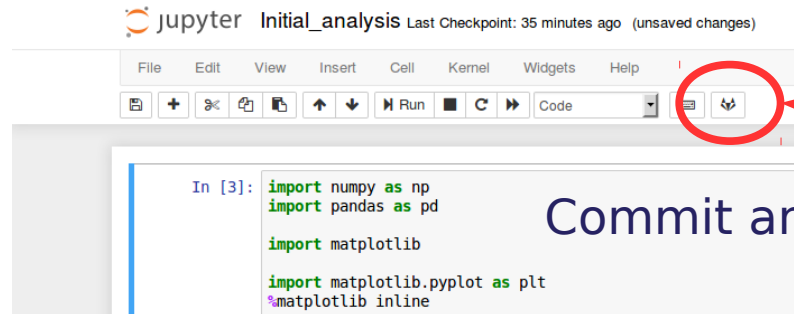 jupyter Initial_analysis Last Checkpoint: 35 minutes ago (unsaved changes)
File Edit View Insert Cell Kernel Widgets Help
Run Code
In [3]: import numpy as np
import pandas as pd
Commit
import matplotlib
import matplotlib.pyplot as plt
%matplotlib inline